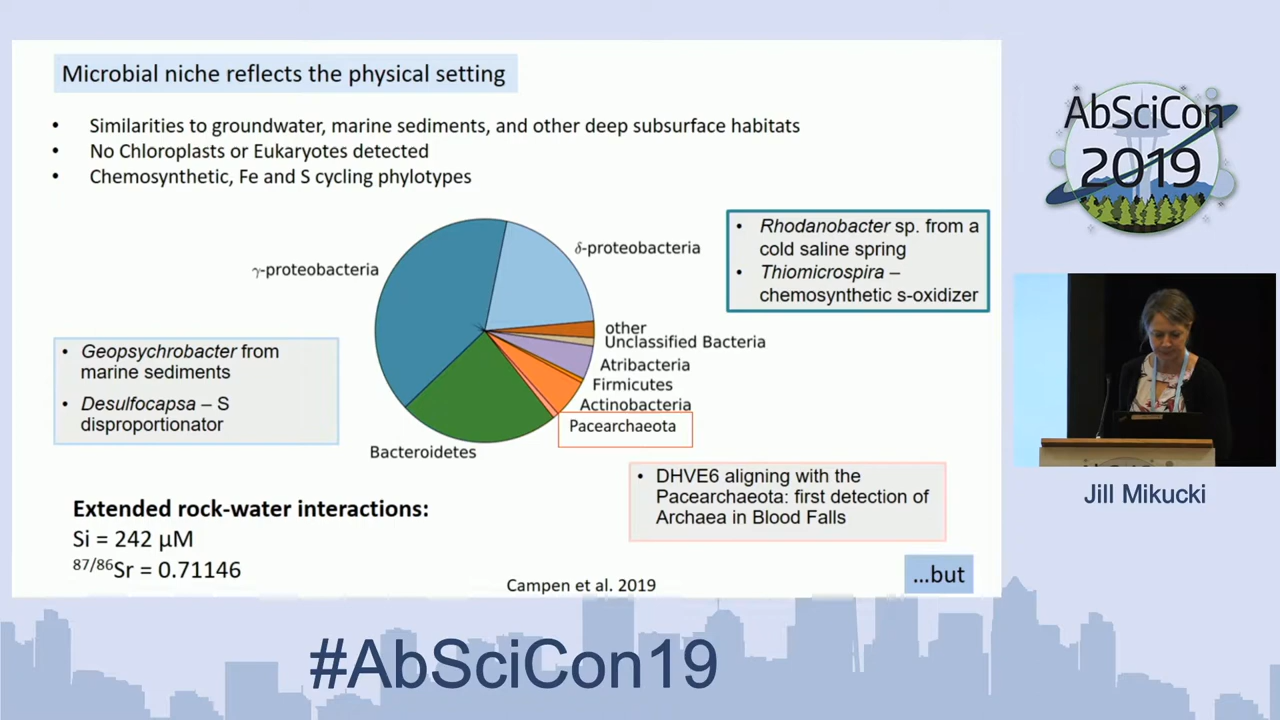 Microbial niche reflects the physical setting
• Similarities to groundwater, marine sediments, and other deep subsurface habitats
• No Chloroplasts or Eukaryotes detected
• Chemosynthetic, Fe and S cycling phylotypes
δ-proteobacteria
γ-proteobacteria
other
Unclassified Bacteria
Atribacteria
Firmicutes
Actinobacteria
Pacearchaeota
Bacteroidetes
• Rhodanobacter sp. from a
cold saline spring
• Thiomicrospira –
chemosynthetic s-oxidizer
• Geopsychrobacter from
marine sediments
• Desulfocapsa – S
disproportionator
• DHVE6 aligning with the
Pacearchaeota: first detection of
Archaea in Blood Falls
Extended rock-water interactions:
Si = 242 µM
87/86Sr = 0.71146
Campen et al. 2019
...but
AbSciCon
2019
Jill Mikucki
#AbSciCon19